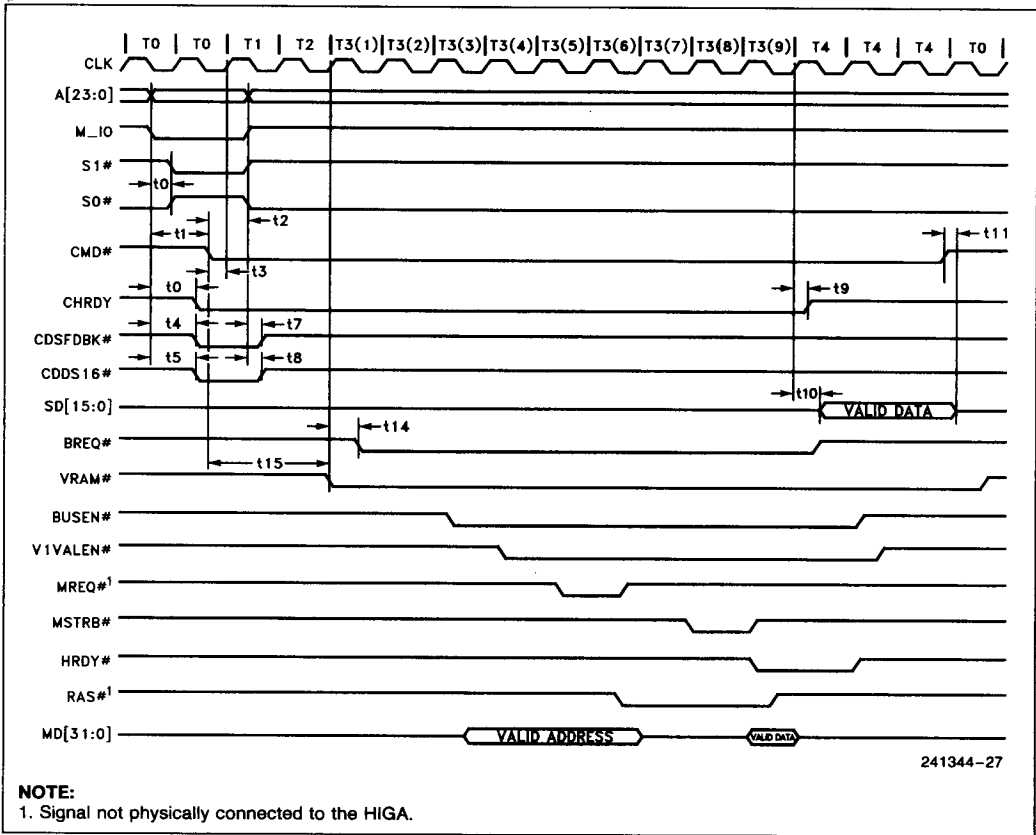 T0 T0 T1 T2 T3(1) T3(2) T3(3) T3(4) T3(5) T3(6) T3(7) T3(8) T3(9) T4 T4 T4 T0
CLK
A[23:0]
M_IO
S1#
t0
S0#
t2
t1
t11
CMD#
t3
t0
t9
CHRDY
t4
t7
CDSFDBK#
t5
t8
CDDS16#
t10
SD[15:0]
VALID DATA
t14
BREQ#
t15
VRAM#
BUSEN#
V1VALEN#
MREQ#1
MSTRB#
HRDY#
RAS#1
MD[31:0]
VALID ADDRESS
VALID DATA
241344-27
NOTE:
1. Signal not physically connected to the HIGA.